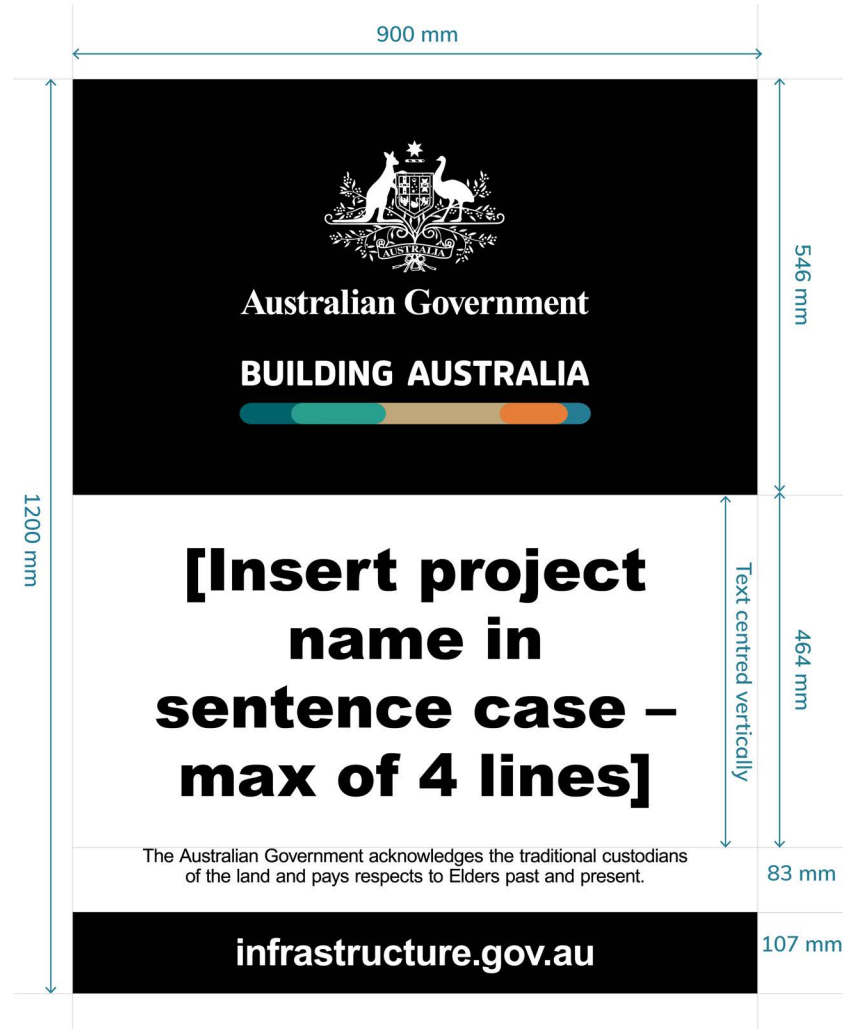 900 mm
AUSTRALIA
Australian Government
BUILDING AUSTRALIA
546 mm
1200 mm
[Insert project
name in
sentence case –
max of 4 lines]
Text centred vertically
464 mm
The Australian Government acknowledges the traditional custodians
of the land and pays respects to Elders past and present.
83 mm
infrastructure.gov.au
107 mm